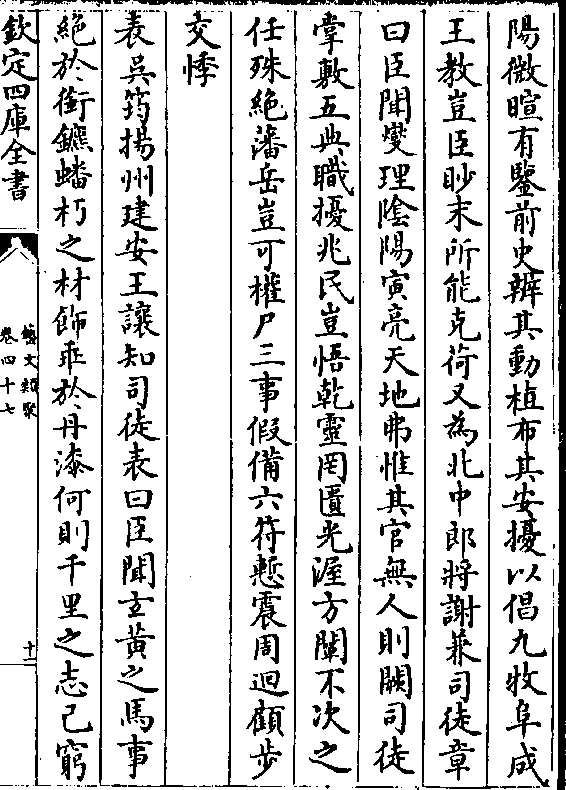 陽微暄有鑒前史辨其動植布其安擾以倡九牧阜成
王教豈臣眇末所能克荷又為北中郎將謝兼司徒章
曰臣聞燮理陰陽寅亮天地弗惟其官無人則闕司徒
掌敷五典職擾兆民豈悟乾靈罔匱光渥方闡不次之
任殊絶藩岳豈可權尸三事假備六符慙震周迴顧步
交悸
表吳筠揚州建安王讓知司徒表曰臣聞玄黃之馬事
絶於銜鑣蟠朽之材飾乖於丹漆何則千里之志已窮
欽定四庫全書
藝文類聚
卷四十七
十一